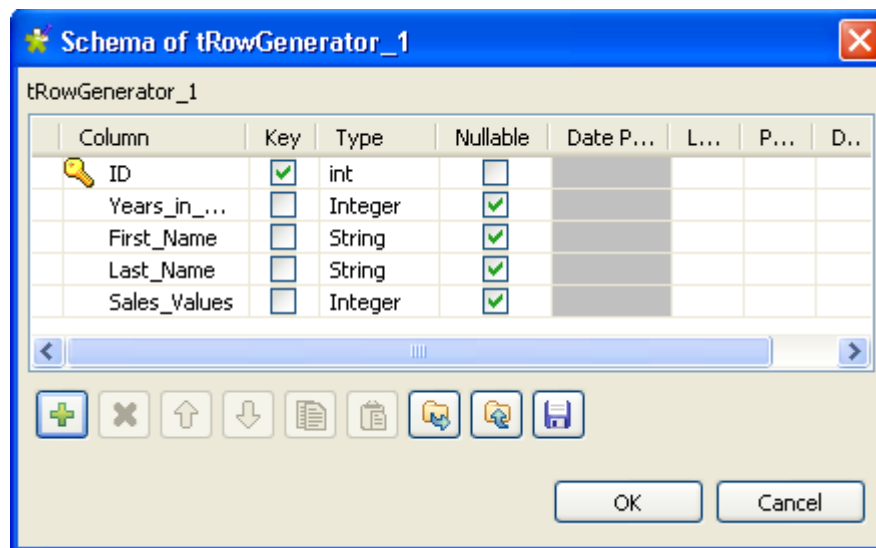 Schema of tRowGenerator_1
tRowGenerator_1
Column Key Type Nullable Date P... L... P... D..
ID int
Years_in_... Integer
First_Name String
Last_Name String
Sales_Values Integer
OK Cancel